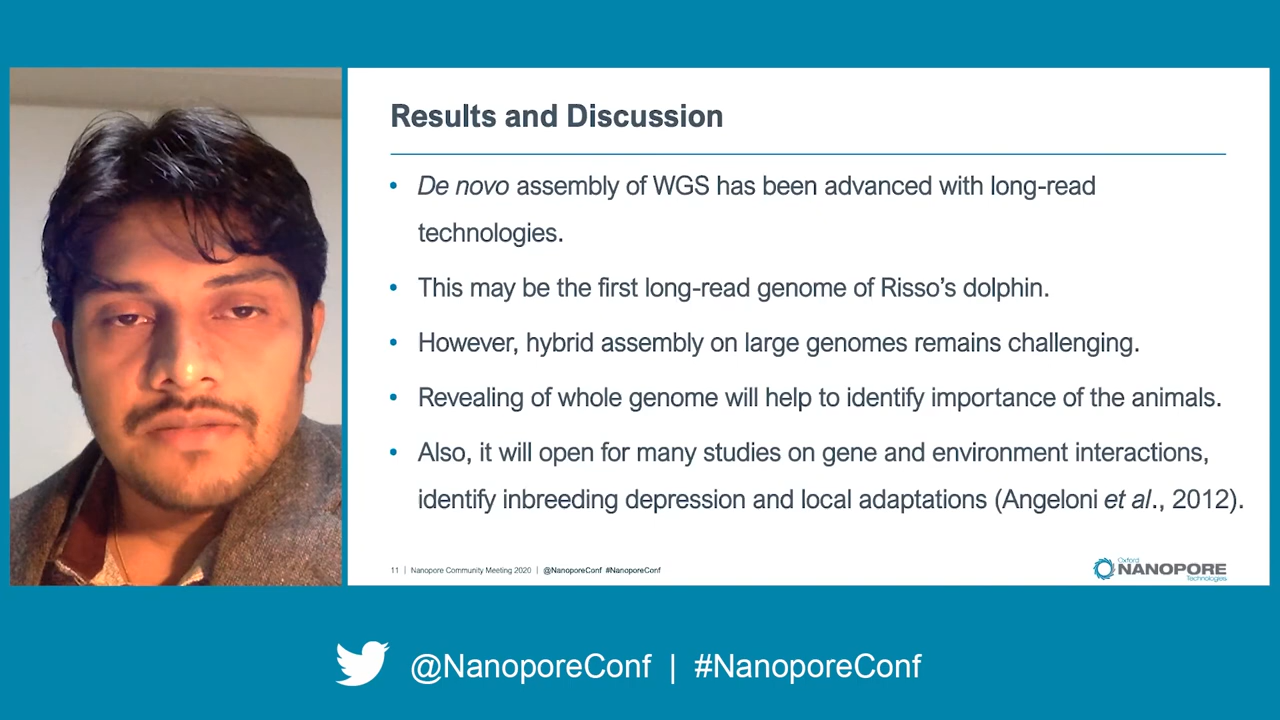 Results and Discussion
• De novo assembly of WGS has been advanced with long-read
technologies.
• This may be the first long-read genome of Risso’s dolphin.
• However, hybrid assembly on large genomes remains challenging.
• Revealing of whole genome will help to identify importance of the animals.
• Also, it will open for many studies on gene and environment interactions,
identify inbreeding depression and local adaptations (Angeloni et al., 2012).
11 | Nanopore Community Meeting 2020 | @NanoporeConf #NanoporeConf
Oxford
NANOPORE
Technologies
@NanoporeConf | #NanoporeConf